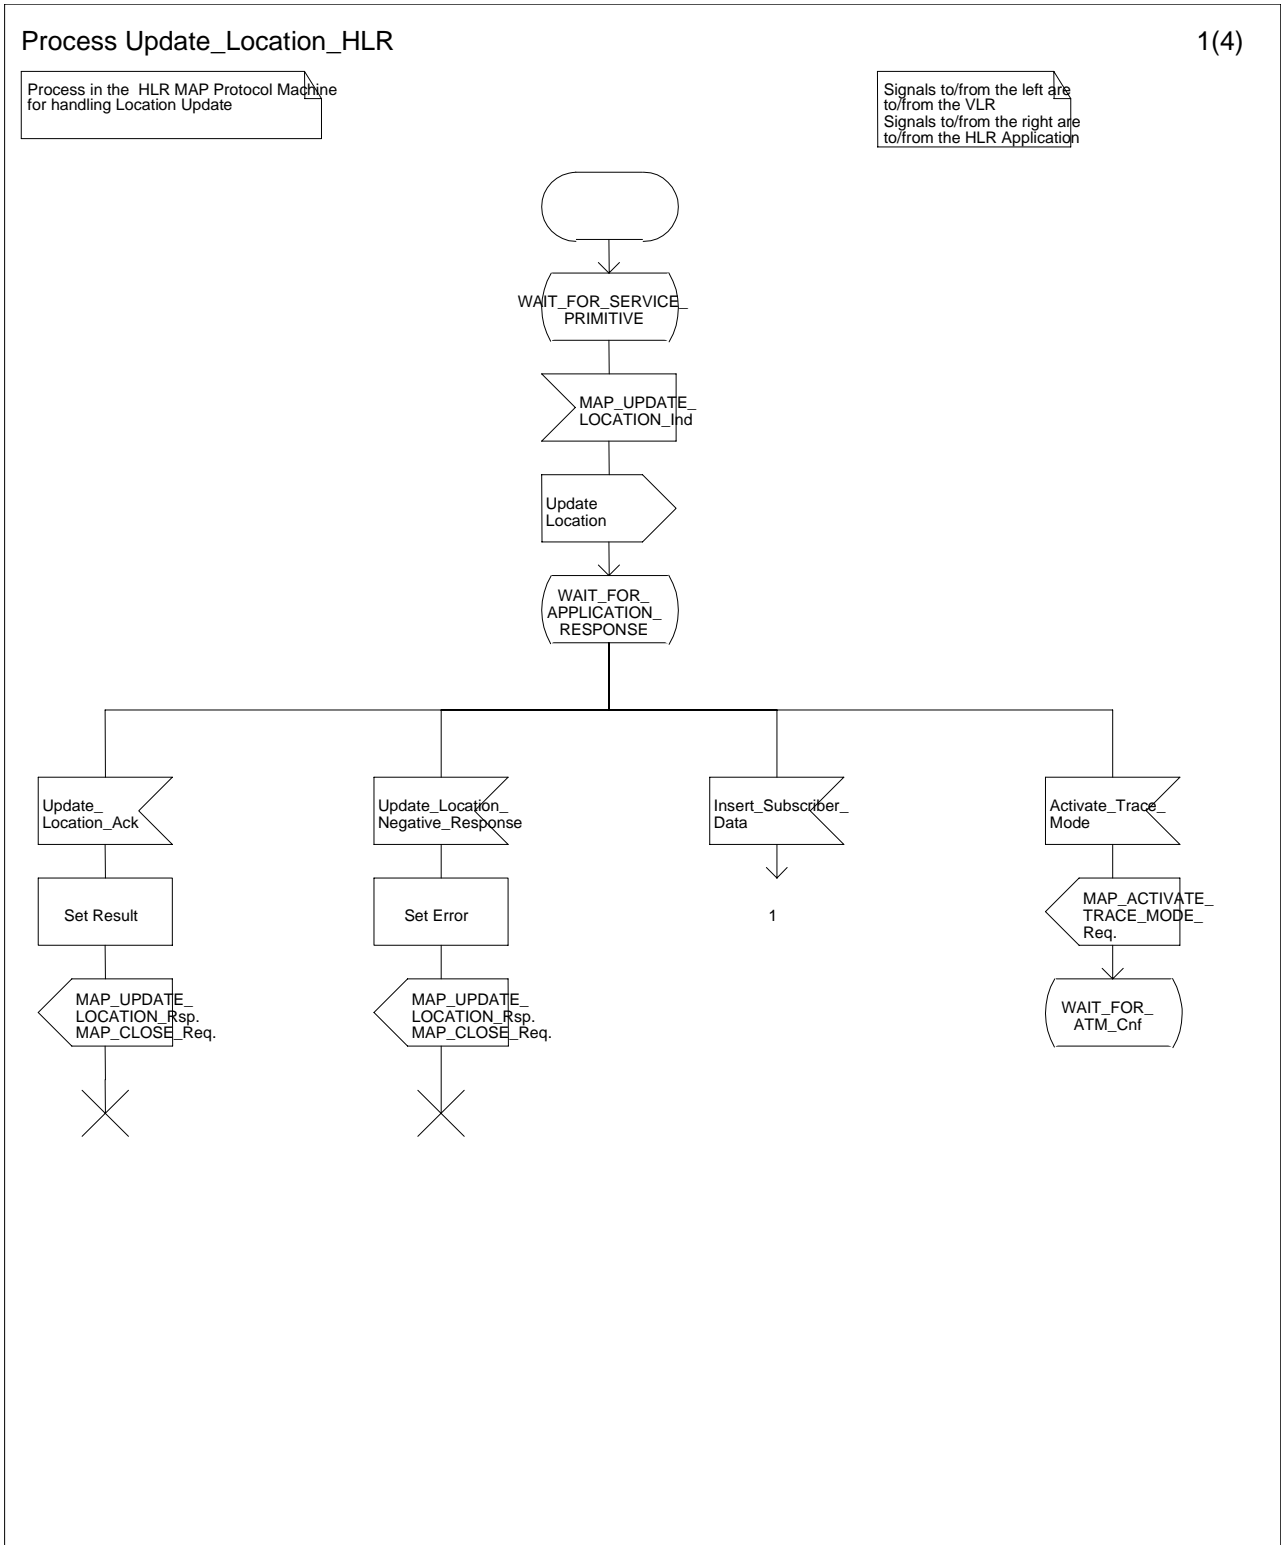 Process Update_Location_HLR
1(4)
Process in the  HLR MAP Protocol Machine
for handling Location Update
Signals to/from the left are
to/from the VLR
Signals to/from the right are
to/from the HLR Application
WAIT_FOR_SERVICE_
PRIMITIVE
MAP_UPDATE_
LOCATION_Ind
Update
Location
WAIT_FOR_
APPLICATION_
RESPONSE
Update_
Location_Ack
Update_Location_
Negative_Response
Insert_Subscriber_
Data
Activate_Trace_
Mode
Set Result
Set Error
1
MAP_ACTIVATE_
TRACE_MODE_
Req.
MAP_UPDATE_
LOCATION_Rsp.
MAP_CLOSE_Req.
MAP_UPDATE_
LOCATION_Rsp.
MAP_CLOSE_Req.
WAIT_FOR_
ATM_Cnf